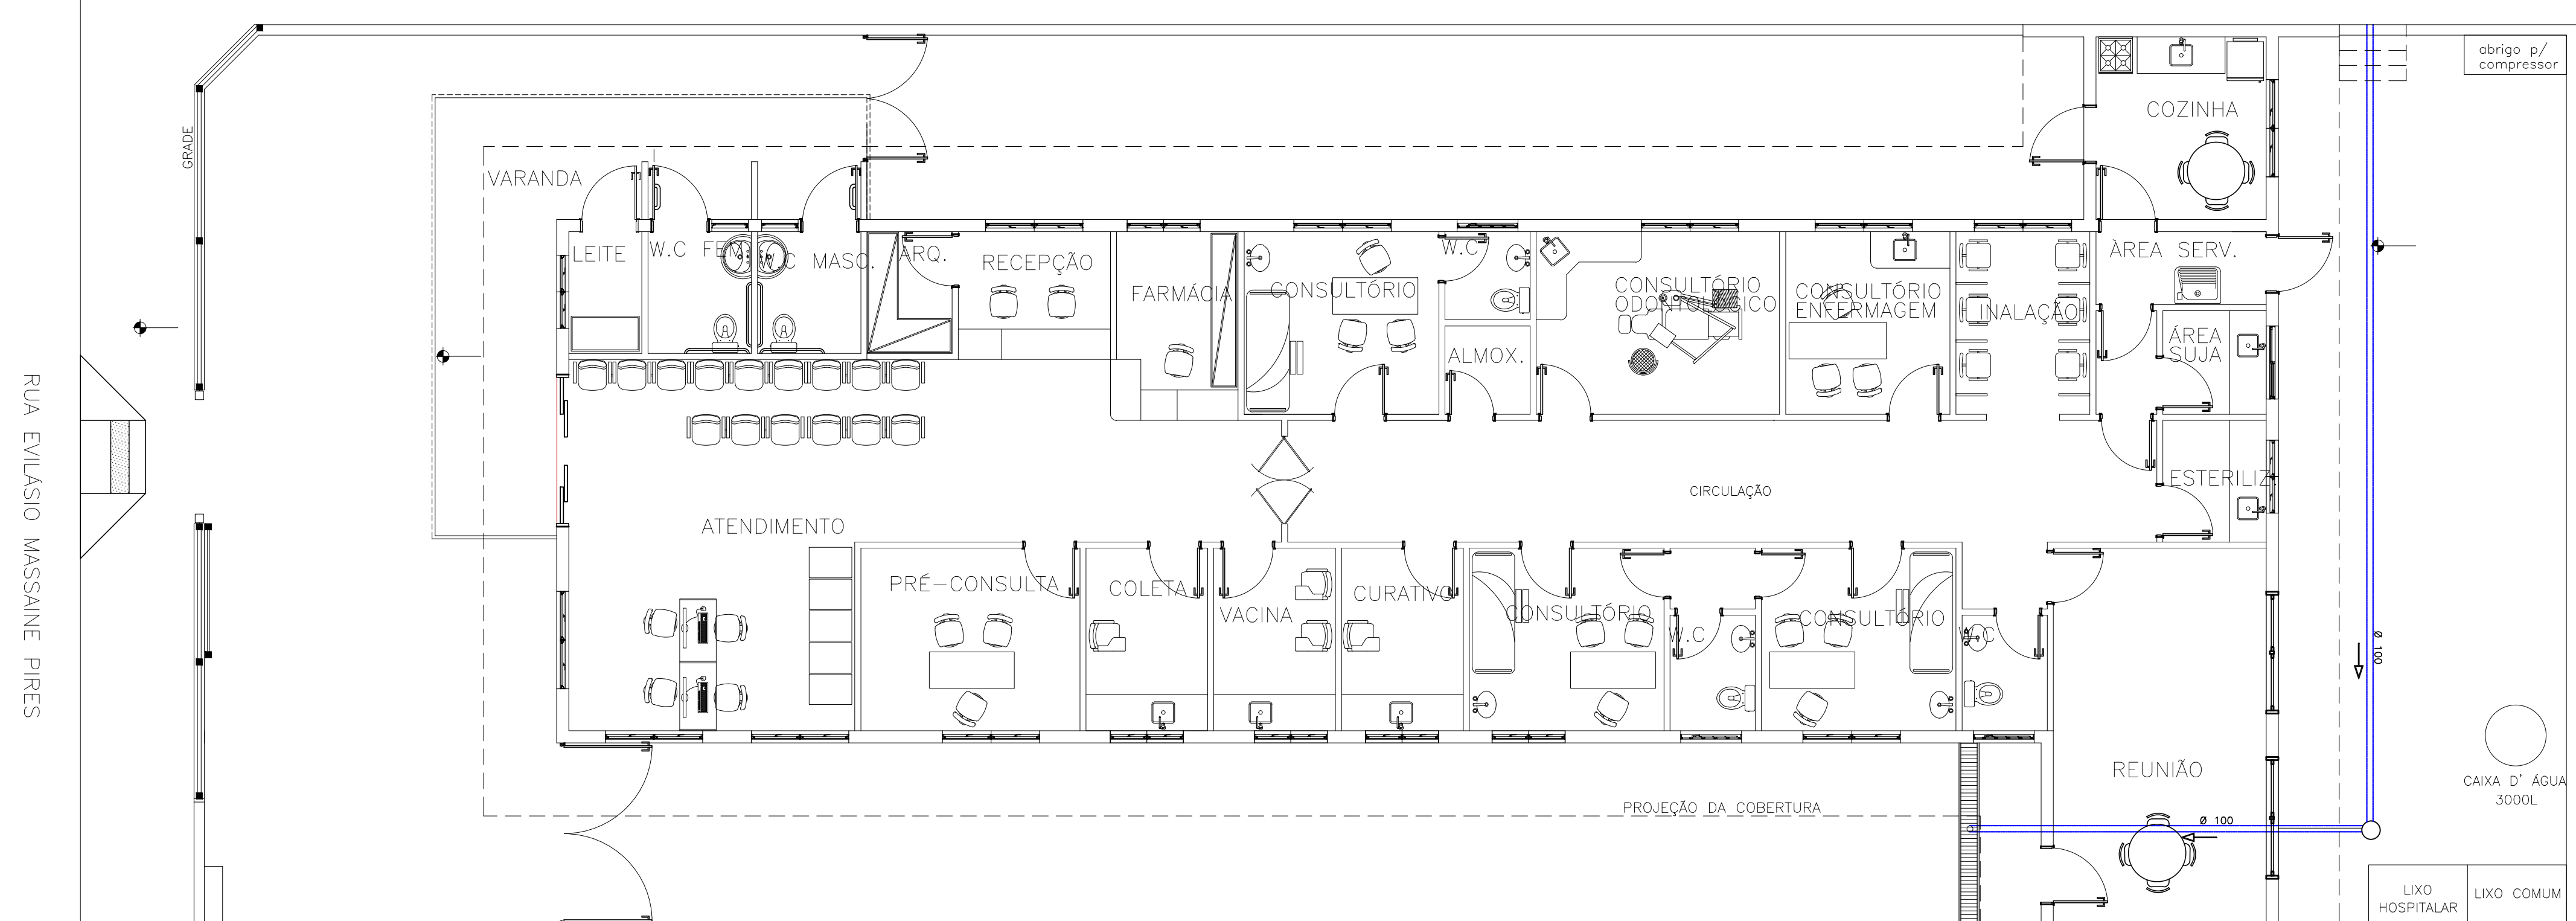 abrigo p/
compressor
COZINHA
GRADE
VARANDA
LEITE
W.C FEM.
W.C MASC.
ARQ.
RECEPÇÃO
FARMÁCIA
CONSULTÓRIO
W.C
ALMOX.
CONSULTÓRIO
ODONTOLÓGICO
CONSULTÓRIO
ENFERMAGEM
INALAÇÃO
ÀREA SERV.
ÁREA
SUJA
ESTERILIZ.
CIRCULAÇÃO
ATENDIMENTO
PRÉ-CONSULTA
COLETA
VACINA
CURATIVO
CONSULTÓRIO
W.C
CONSULTÓRIO
W.C
RUA EVILÁSIO MASSAINE PIRES
Ø 100
REUNIÃO
CAIXA D' ÁGUA
3000L
PROJEÇÃO DA COBERTURA
Ø 100
LIXO
HOSPITALAR
LIXO COMUM